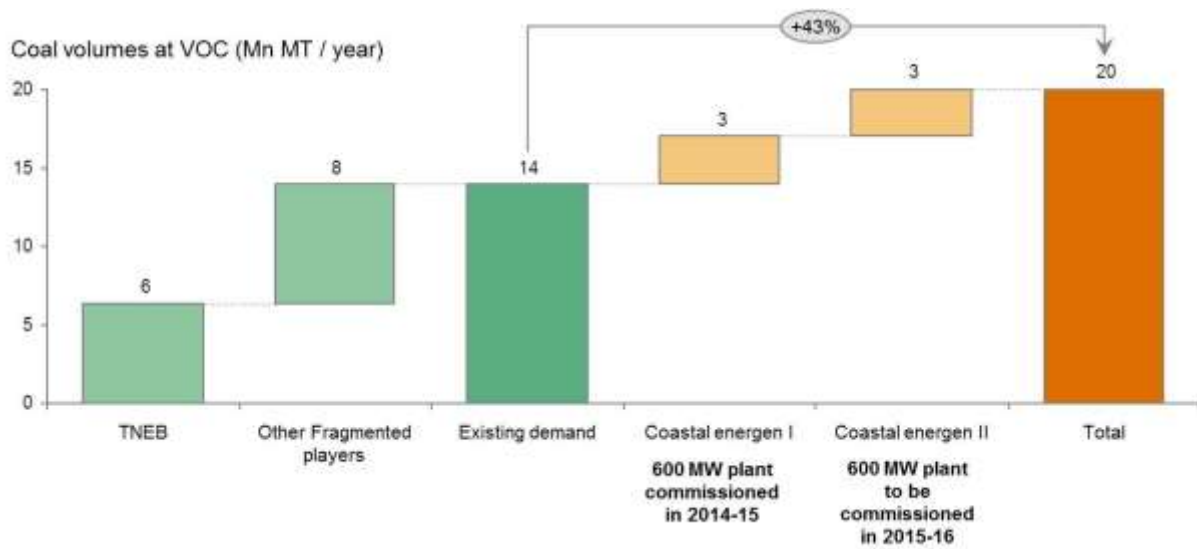 +43%
Coal volumes at VOC (Mn MT / year)
20
15
10
5
0
6
8
14
3
3
20
TNEB
Other Fragmented
players
Existing demand
Coastal energen I
600 MW plant
commissioned
in 2014-15
Coastal energen II
600 MW plant
to be
commissioned
in 2015-16
Total